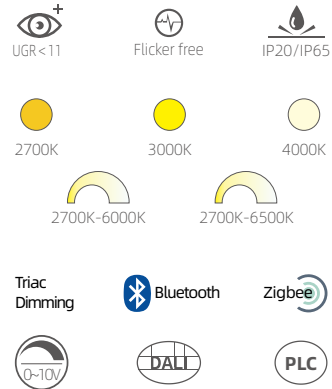 UGR<11
Flicker free
IP20/IP65
2700K
3000K
4000K
2700K-6000K
2700K-6500K
Triac
Dimming
Bluetooth
Zigbee
0~10V
DALI
PLC